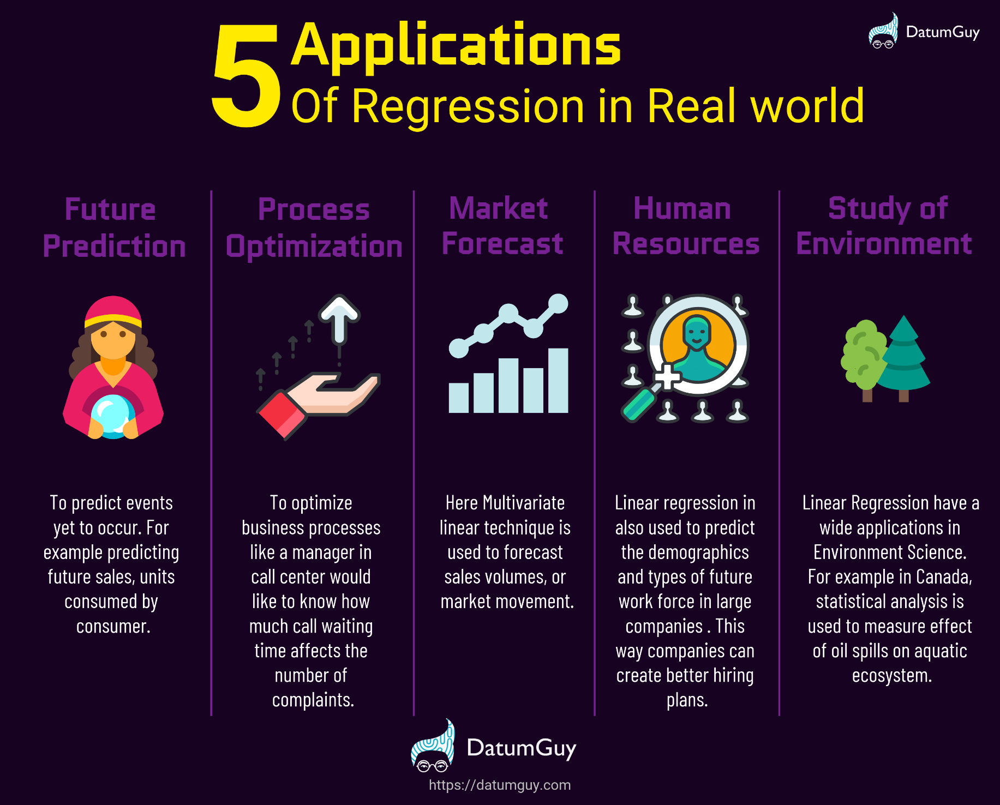 5 Applications
Of Regression in Real world
DatumGuy
Future
Prediction
To predict events
yet to occur. For
example predicting
future sales, units
consumed by
consumer.
Process
Optimization
To optimize
business processes
like a manager in
call center would
like to know how
much call waiting
time affects the
number of
complaints.
Market
Forecast
Here Multivariate
linear technique is
used to forecast
sales volumes, or
market movement.
Human
Resources
Linear regression in
also used to predict
the demographics
and types of future
work force in large
companies . This
way companies can
create better hiring
plans.
Study of
Environment
Linear Regression have a
wide applications in
Environment Science.
For example in Canada,
statistical analysis is
used to measure effect
of oil spills on aquatic
ecosystem.
DatumGuy
https://datumguy.com